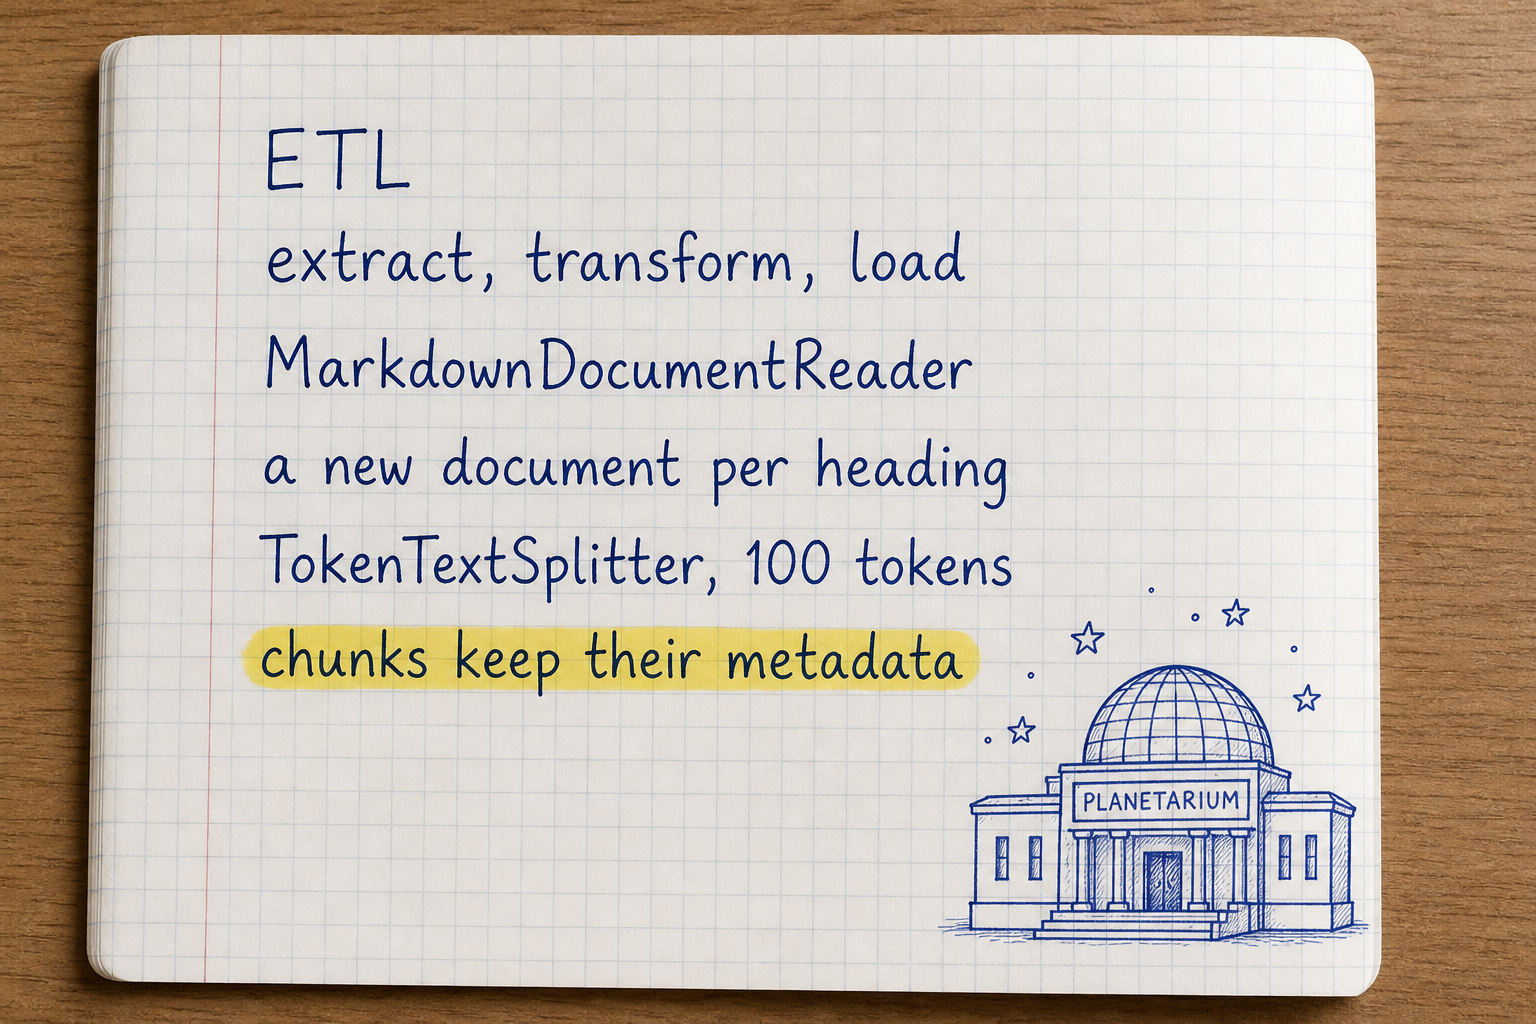 ETL
extract, transform, load
MarkdownDocumentReader
a new document per heading
TokenTextSplitter, 100 tokens
chunks keep their metadata
PLANETARIUM